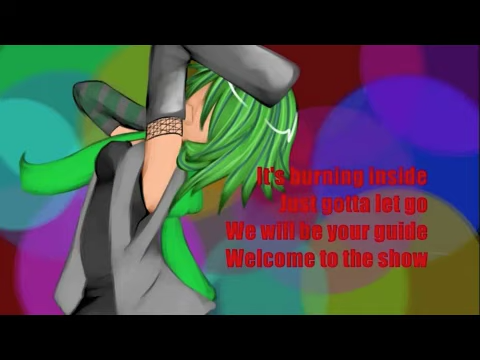 It's burning inside
Just gotta let go
We will be your guide
Welcome to the show